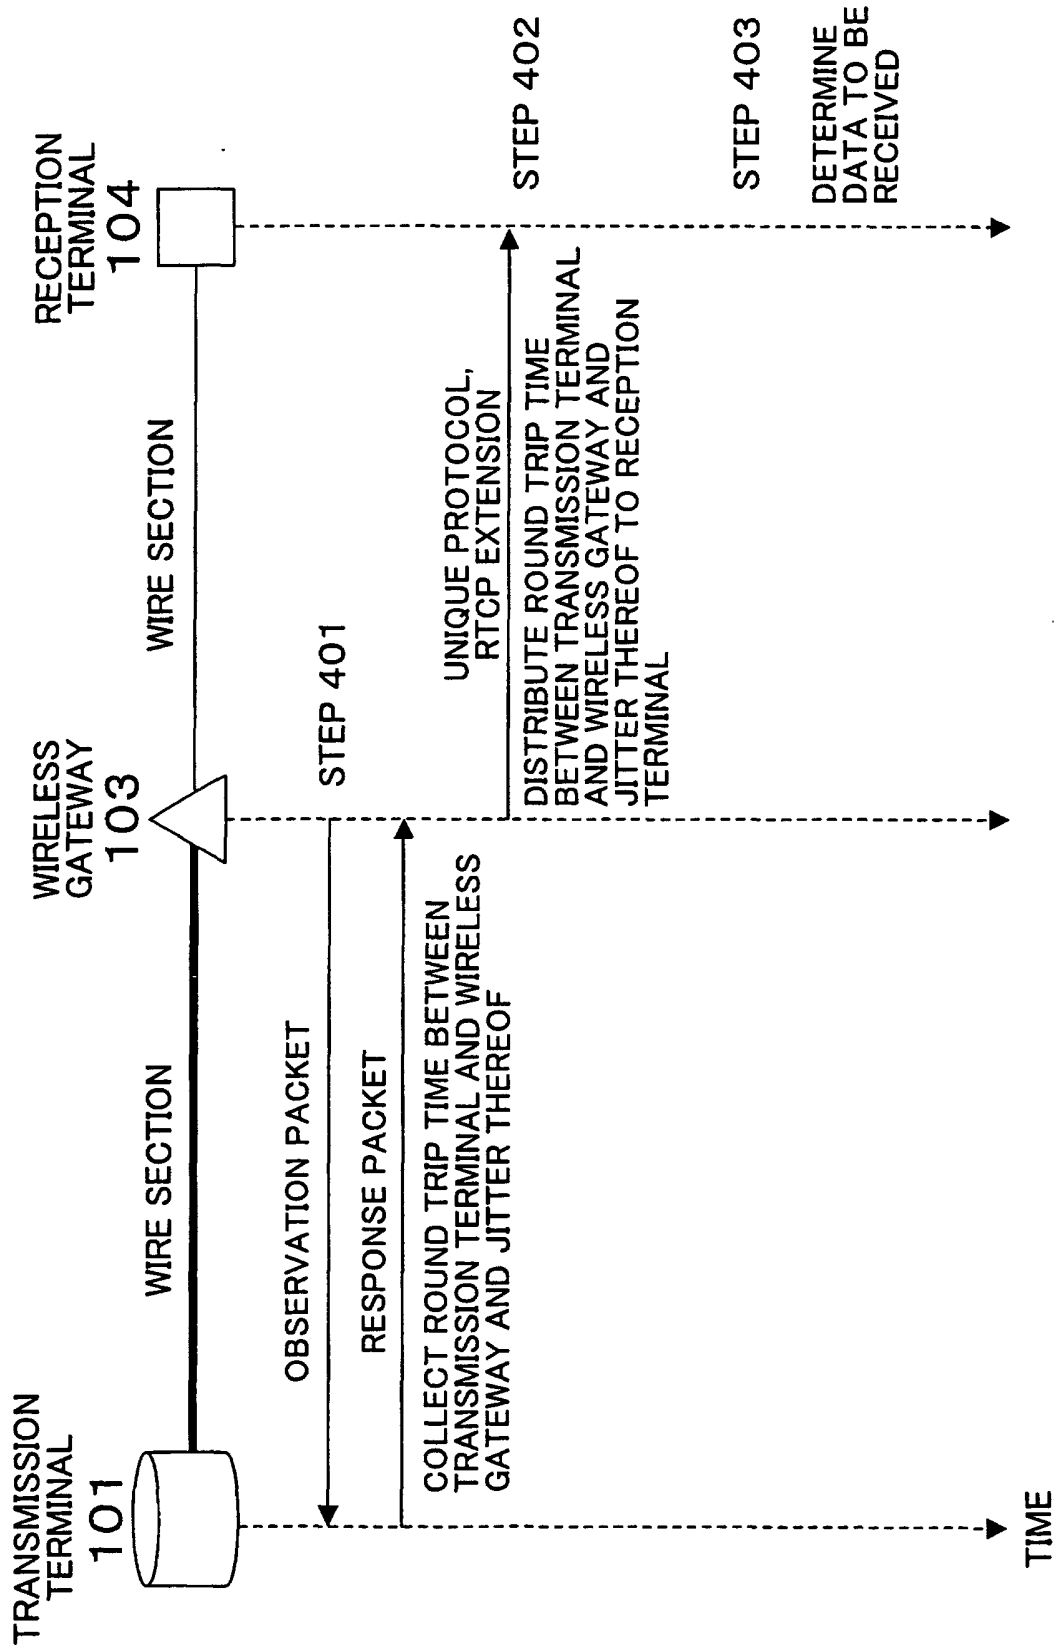 TRANSMISSION
TERMINAL
101
WIRELESS
GATEWAY
103
RECEPTION
TERMINAL
104
WIRE SECTION
WIRE SECTION
OBSERVATION PACKET
STEP 401
RESPONSE PACKET
COLLECT ROUND TRIP TIME BETWEEN
TRANSMISSION TERMINAL AND WIRELESS
GATEWAY AND JITTER THEREOF
UNIQUE PROTOCOL,
RTCP EXTENSION
STEP 402
DISTRIBUTE ROUND TRIP TIME
BETWEEN TRANSMISSION TERMINAL
AND WIRELESS GATEWAY AND
JITTER THEREOF TO RECEPTION
TERMINAL
STEP 403
DETERMINE
DATA TO BE
RECEIVED
TIME